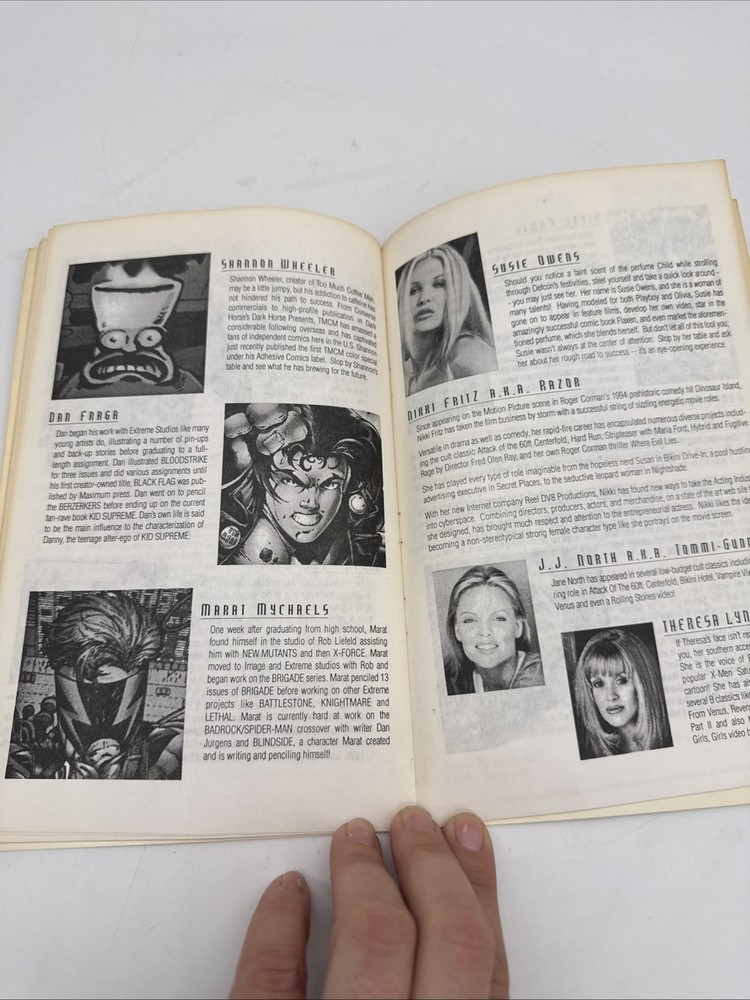 SHANNON WHEELER
Shannon Wheeler, creator of Too Much Coffee Man,
may be a little jumpy, but his addiction to caffeine has
not hindered his path to success. From Converse
commercials to high-profile publication in Dark
Horse's Dark Horse Presents, TMCM has amassed a
considerable following overseas and has captivated
fans of independent comics here in the U.S. Shannon
just recently published the first TMCM color special
under his Adhesive Comics label. Stop by Shannon's
table and see what he has brewing for the future.
DAN FRAGA
Dan began his work with Extreme Studios like many
young artists do, illustrating a number of pin-ups
and back-up stories before graduating to a full-
length assignment. Dan illustrated BLOODSTRIKE
for three issues and did various assignments until
his first creator-owned title, BLACK FLAG was pub-
lished by Maximum press. Dan went on to pencil
the BERZERKERS before ending up on the current
fan-rave book KID SUPREME. Dan's own life is said
to be the main influence to the characterization of
Danny, the teenage alter-ego of KID SUPREME.
MARAT MYCHAELS
One week after graduating from high school, Marat
found himself in the studio of Rob Liefeld assisting
him with NEW MUTANTS and then X-FORCE. Marat
moved to Image and Extreme studios with Rob and
began work on the BRIGADE series. Marat penciled 13
issues of BRIGADE before working on other Extreme
projects like BATTLESTONE, KNIGHTMARE and
LETHAL. Marat is currently hard at work on the
BADROCK/SPIDER-MAN crossover with writer Dan
Jurgens and BLINDSIDE, a character Marat created
and is writing and penciling himself!
SUSIE OWENS
Should you notice a faint scent of the perfume Child while strolling
through Defcon's festivities, steel yourself and take a quick look around -
- you may just see her. Her name is Susie Owens, and she is a woman of
many talents! Having modeled for both Playboy and Olivia, Susie has
gone on to appear in feature films, develop her own video, star in the
amazingly successful comic book Flaxen, and even market the aforemen-
tioned perfume, which she blends herself. But don't let all of this fool you;
Susie wasn't always at the center of attention. Stop by her table and ask
her about her rough road to success — it's an eye-opening experience.
NIKKI FRITZ A.K.A. RAZOR
Since appearing on the Motion Picture scene in Roger Corman's 1994 prehistoric comedy hit Dinosaur Island,
Nikki Fritz has taken the film business by storm with a successful string of sizzling energetic movie roles.
Versatile in drama as well as comedy, her rapid-fire career has encapsulated numerous diverse projects includ-
ing the cult classic Attack of the 60ft. Centerfold, Hard Run, Stripteaser with Maria Ford, Hybrid and Fugitive
Rage by Director Fred Olen Ray, and her own Roger Corman thriller Where Evil Lies.
She has played every type of role imaginable from the hopeless nerd Susan in Bikini Drive-In, a pool hustling
advertising executive in Secret Places, to the seductive leopard woman in Nightshade.
With her new Internet company Reel DV8 Productions, Nikki has found new ways to take the Acting Indus
into cyberspace. Combining directors, producers, actors, and merchandise, on a state of the art web site
she designed, has brought much respect and attention to the entrepreneurial actress. Nikki likes the ide
becoming a non-stereotypical strong female character type like she portrays on the movie screen.
J.J. NORTH A.K.A. TOMMI-GUNN
Jane North has appeared in several low-budget cult classics includi
ring role in Attack Of The 60ft. Centerfold, Bikini Hotel, Vampire Vix
Venus and even a Rolling Stones video!
THERESA LYN
If Theresa's face isn't re
you, her southern acce
She is the voice of
popular X-Men Satu
cartoon! She has al
several B classics lik
From Venus, Reven
Part II and also
Girls, Girls video b